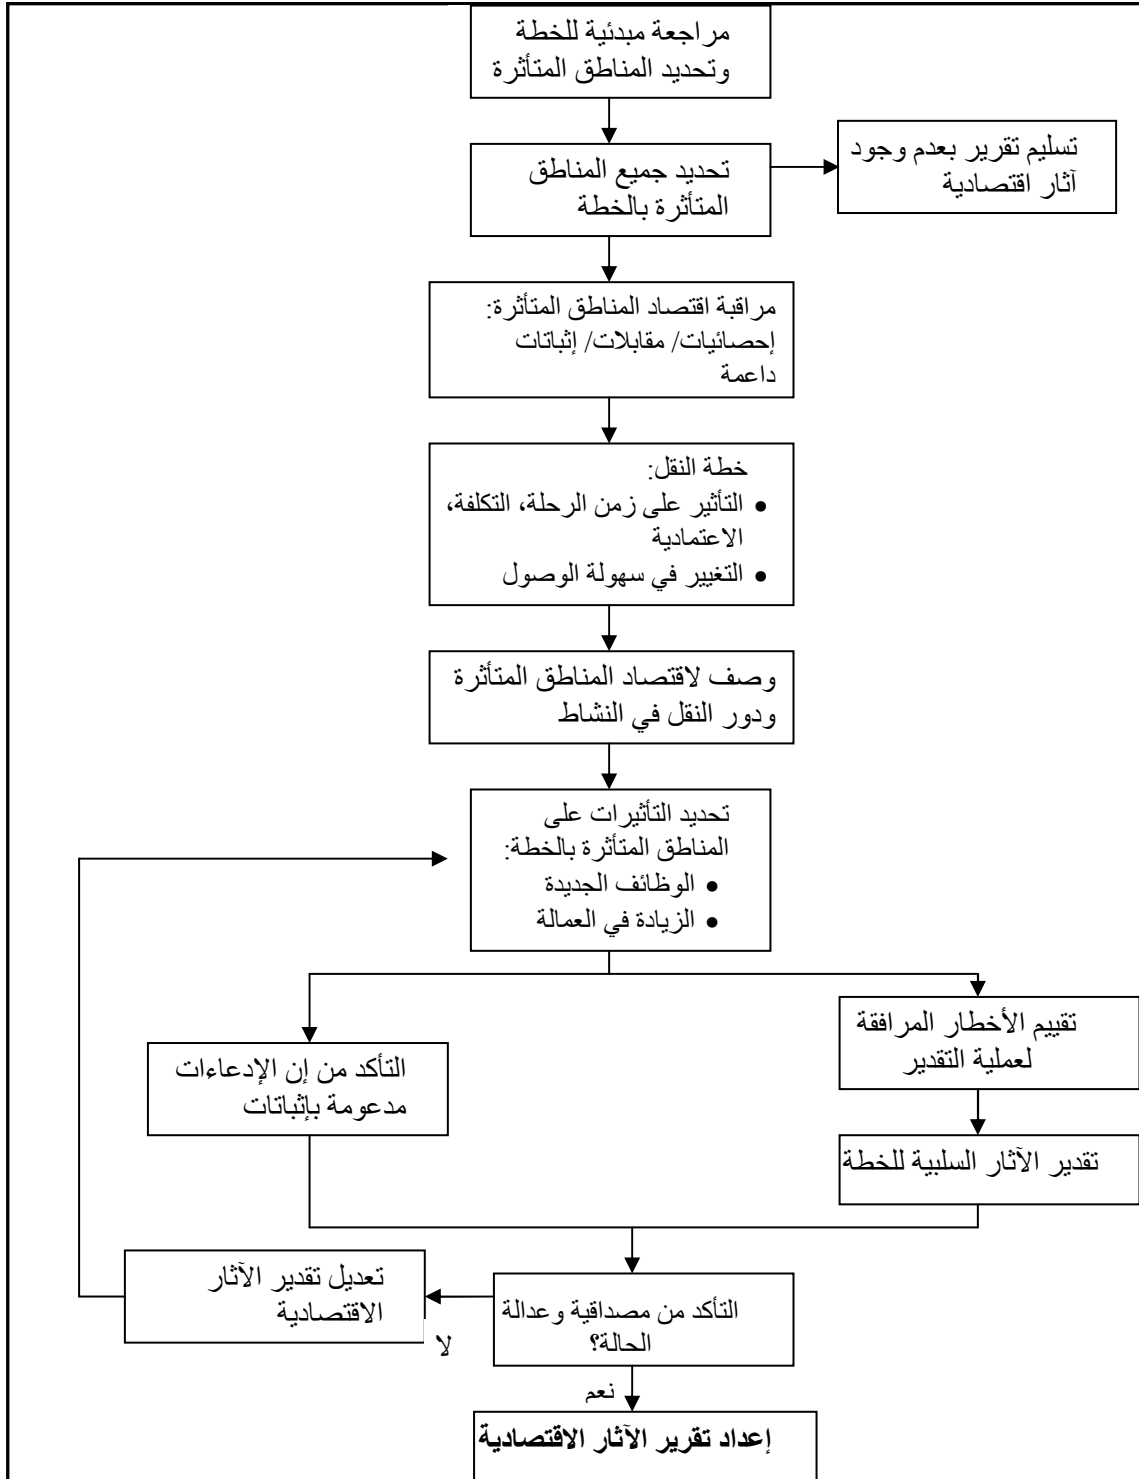 مراجعة مبدئية للخطة
وتحديد المناطق المتأثرة
تحديد جميع المناطق
المتأثرة بالخطة
تسليم تقرير بعدم وجود
آثار اقتصادية
مراقبة اقتصاد المناطق المتأثرة:
إحصائيات/ مقابلات/ إثباتات
داعمة
خطة النقل:
• التأثير على زمن الرحلة، التكلفة،
الاعتمادية
• التغيير في سهولة الوصول
وصف لاقتصاد المناطق المتأثرة
ودور النقل في النشاط
تحديد التأثيرات على
المناطق المتأثرة بالخطة:
• الوظائف الجديدة
• الزيادة في العمالة
تقييم الأخطار المرافقة
لعملية التقدير
التأكد من إن الإدعاءات
مدعومة بإثباتات
تقدير الآثار السلبية للخطة
التأكد من مصداقية وعدالة
الحالة؟
لا
تعديل تقدير الآثار
الاقتصادية
نعم
إعداد تقرير الآثار الاقتصادية